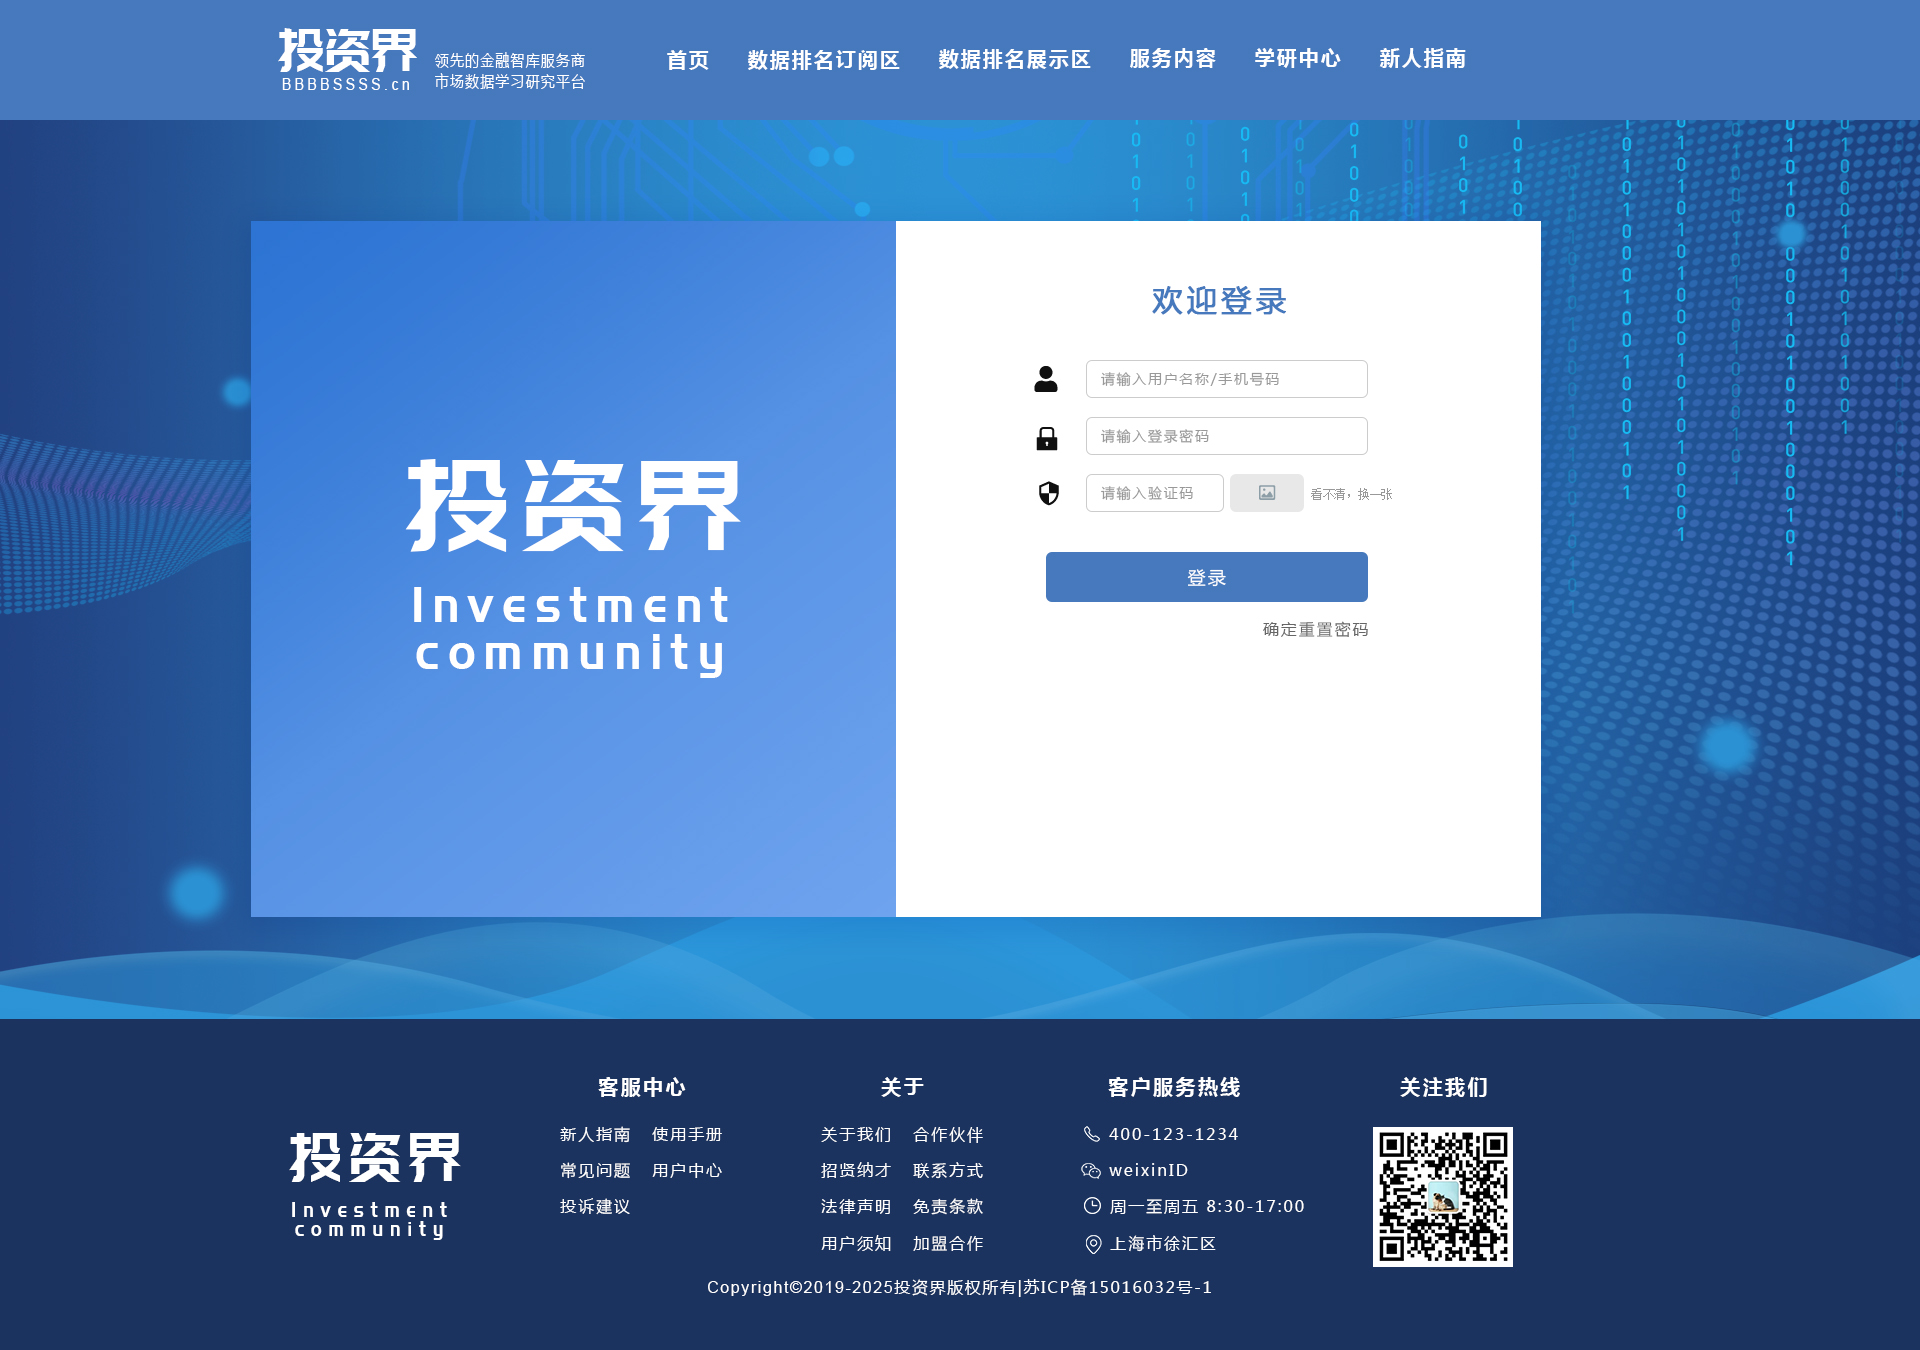 投资界
BBBBSSSS.cn
领先的金融智库服务商
市场数据学习研究平台
首页
数据排名订阅区
数据排名展示区
服务内容
学研中心
新人指南
投资界
Investment
community
欢迎登录
请输入用户名称/手机号码
请输入登录密码
请输入验证码
看不清，换一张
登录
确定重置密码
投资界
Investment
community
客服中心
新人指南 使用手册
常见问题 用户中心
投诉建议
关于
关于我们 合作伙伴
招贤纳才 联系方式
法律声明 免责条款
用户须知 加盟合作
客户服务热线
400-123-1234
weixinID
周一至周五 8:30-17:00
上海市徐汇区
关注我们
Copyright©2019-2025投资界版权所有|苏ICP备15016032号-1